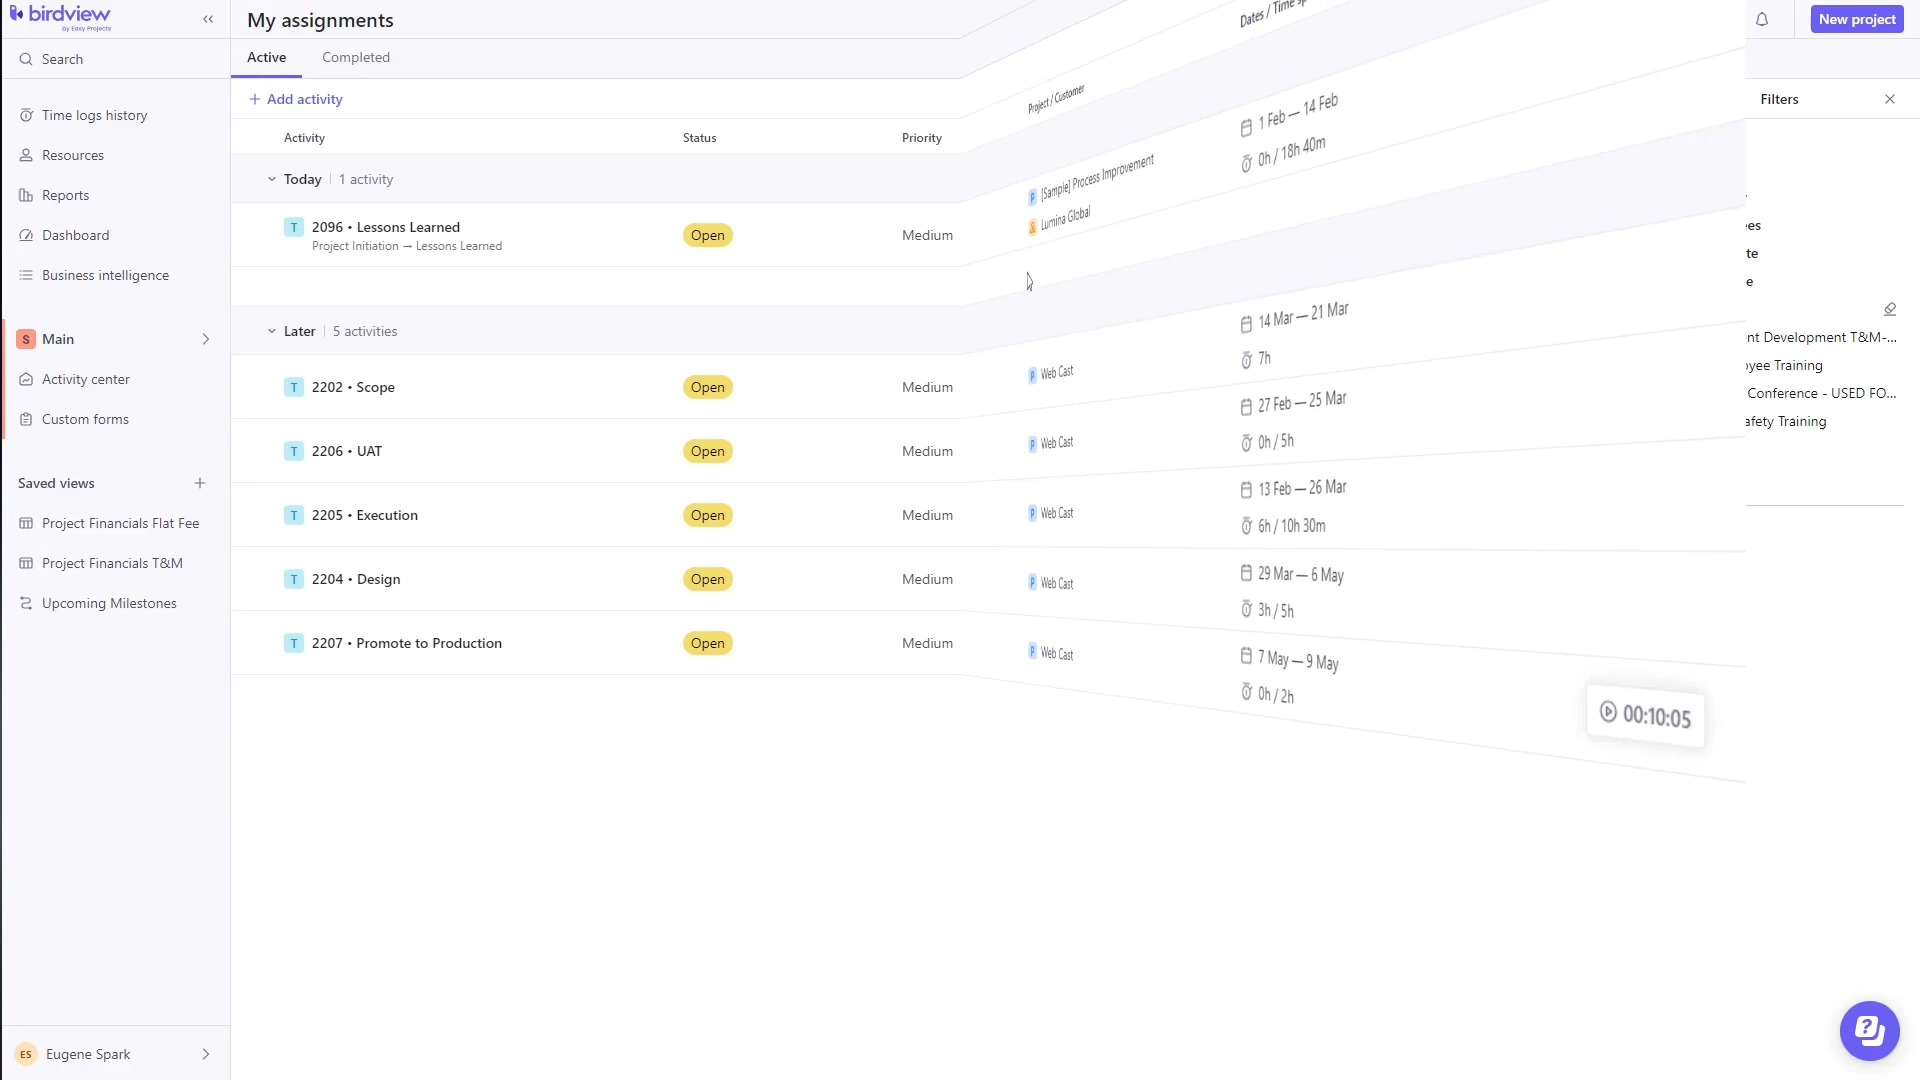 birdview
by Easy Projects
My assignments
Dates / Time
New project
Search
Active
Completed
Add activity
Project / Customer
Filters
Activity
Status
Priority
Time logs history
Resources
Reports
Dashboard
Business intelligence
Today
1 activity
T
2096 • Lessons Learned
Project Initiation → Lessons Learned
Open
Medium
P [Sample] Process Improvement
Lumina Global
1 Feb — 14 Feb
0h / 18h 40m
Later
5 activities
T
2202 • Scope
Open
Medium
P Web Cast
14 Mar — 21 Mar
7h
T
2206 • UAT
Open
Medium
P Web Cast
27 Feb — 25 Mar
0h / 5h
T
2205 • Execution
Open
Medium
P Web Cast
13 Feb — 26 Mar
6h / 10h 30m
T
2204 • Design
Open
Medium
P Web Cast
29 Mar — 6 May
3h / 5h
T
2207 • Promote to Production
Open
Medium
P Web Cast
7 May — 9 May
0h / 2h
00:10:05
S
Main
Activity center
Custom forms
Saved views
Project Financials Flat Fee
Project Financials T&M
Upcoming Milestones
ees
te
e
nt Development T&M-...
oyee Training
Conference - USED FO...
afety Training
ES
Eugene Spark